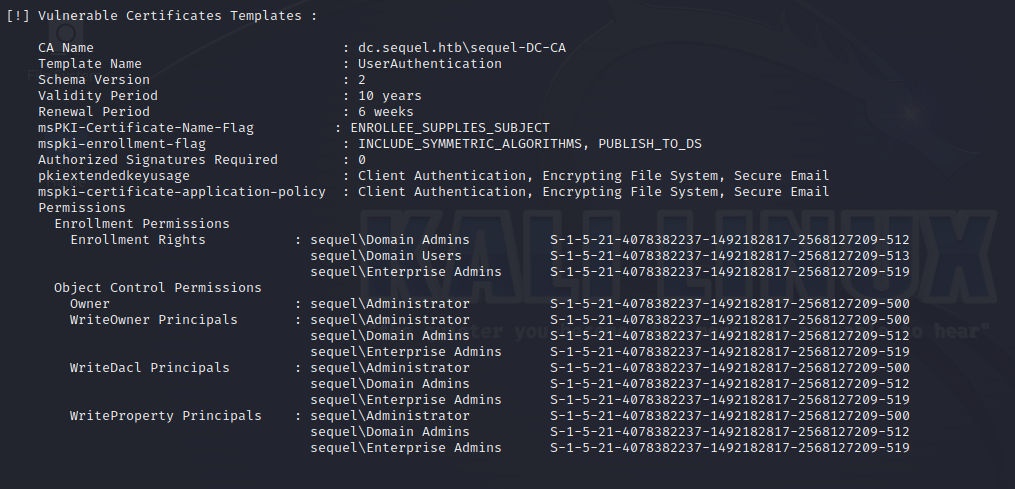 [!] Vulnerable Certificates Templates :
CA Name : dc.sequel.htb\sequel-DC-CA
Template Name : UserAuthentication
Schema Version : 2
Validity Period : 10 years
Renewal Period : 6 weeks
msPKI-Certificate-Name-Flag : ENROLLEE_SUPPLIES_SUBJECT
mspki-enrollment-flag : INCLUDE_SYMMETRIC_ALGORITHMS, PUBLISH_TO_DS
Authorized Signatures Required : 0
pkiextendedkeyusage : Client Authentication, Encrypting File System, Secure Email
mspki-certificate-application-policy : Client Authentication, Encrypting File System, Secure Email
Permissions
Enrollment Permissions
Enrollment Rights : sequel\Domain Admins S-1-5-21-4078382237-1492182817-2568127209-512
sequel\Domain Users S-1-5-21-4078382237-1492182817-2568127209-513
sequel\Enterprise Admins S-1-5-21-4078382237-1492182817-2568127209-519
Object Control Permissions
Owner : sequel\Administrator S-1-5-21-4078382237-1492182817-2568127209-500
WriteOwner Principals : sequel\Administrator S-1-5-21-4078382237-1492182817-2568127209-500
sequel\Domain Admins S-1-5-21-4078382237-1492182817-2568127209-512
sequel\Enterprise Admins S-1-5-21-4078382237-1492182817-2568127209-519
WriteDacl Principals : sequel\Administrator S-1-5-21-4078382237-1492182817-2568127209-500
sequel\Domain Admins S-1-5-21-4078382237-1492182817-2568127209-512
sequel\Enterprise Admins S-1-5-21-4078382237-1492182817-2568127209-519
WriteProperty Principals : sequel\Administrator S-1-5-21-4078382237-1492182817-2568127209-500
sequel\Domain Admins S-1-5-21-4078382237-1492182817-2568127209-512
sequel\Enterprise Admins S-1-5-21-4078382237-1492182817-2568127209-519
KALI LINUX
to hear"